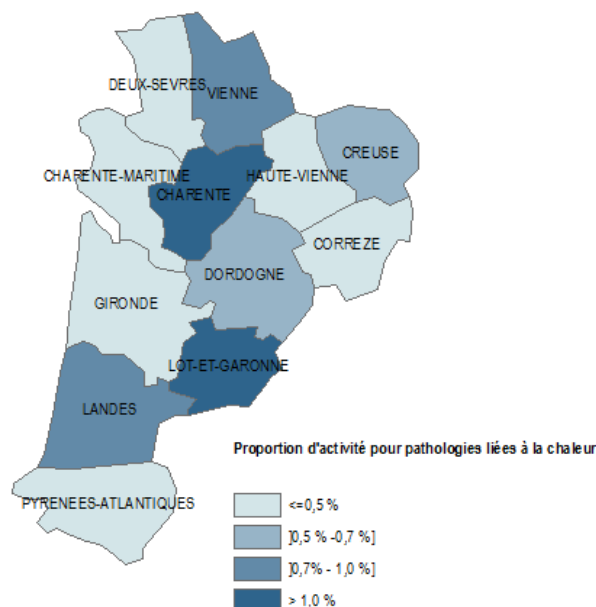 DEUX-SEVRES
VIENNE
CREUSE
CHARENTE-MARITIME
HAUTE-VIENNE
CHARENTE
CORREZE
DORDOGNE
GIRONDE
LOT-ET-GARONNE
LANDES
Proportion d'activité pour pathologies liées à la chaleur
PYRENEES-ATLANTIQUES
<=0,5 %
]0,5 % -0,7 %]
]0,7% - 1,0 %]
> 1,0 %